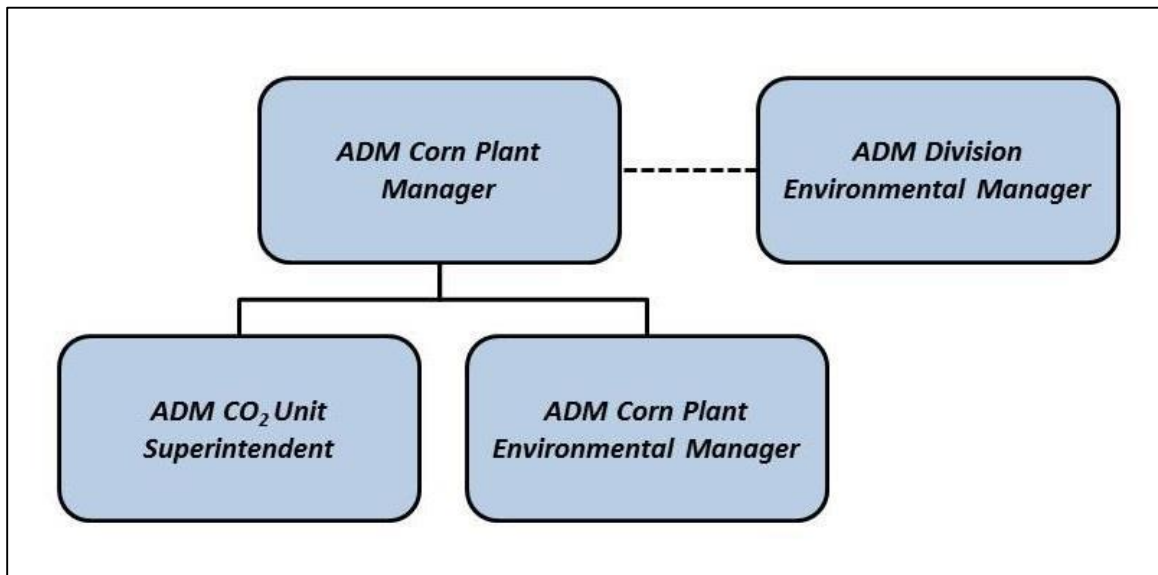 ADM Corn Plant
Manager
ADM Division
Environmental Manager
ADM CO₂ Unit
Superintendent
ADM Corn Plant
Environmental Manager